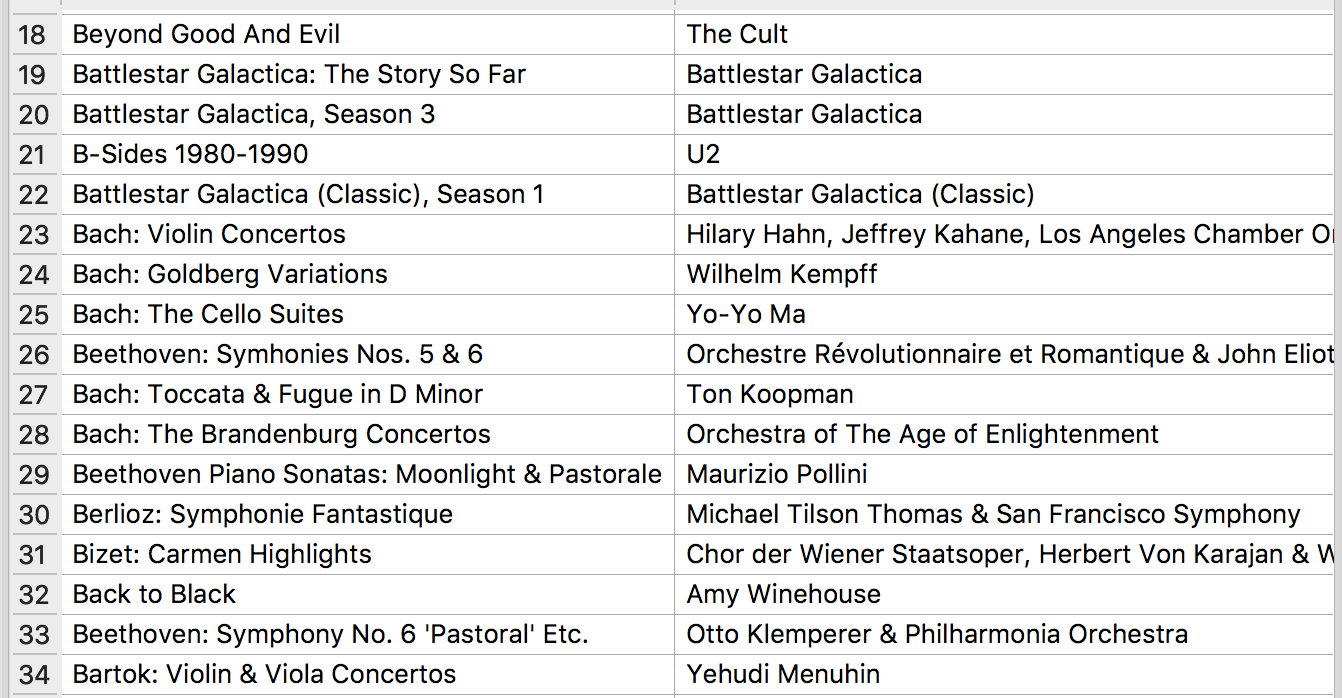 18 Beyond Good And Evil The Cult
19 Battlestar Galactica: The Story So Far Battlestar Galactica
20 Battlestar Galactica, Season 3 Battlestar Galactica
21 B-Sides 1980-1990 U2
22 Battlestar Galactica (Classic), Season 1 Battlestar Galactica (Classic)
23 Bach: Violin Concertos Hilary Hahn, Jeffrey Kahane, Los Angeles Chamber
24 Bach: Goldberg Variations Wilhelm Kempff
25 Bach: The Cello Suites Yo-Yo Ma
26 Beethoven: Symhonies Nos. 5 & 6 Orchestre Révolutionnaire et Romantique & John Eliot
27 Bach: Toccata & Fugue in D Minor Ton Koopman
28 Bach: The Brandenburg Concertos Orchestra of The Age of Enlightenment
29 Beethoven Piano Sonatas: Moonlight & Pastorale Maurizio Pollini
30 Berlioz: Symphonie Fantastique Michael Tilson Thomas & San Francisco Symphony
31 Bizet: Carmen Highlights Chor der Wiener Staatsoper, Herbert Von Karajan &
32 Back to Black Amy Winehouse
33 Beethoven: Symphony No. 6 'Pastoral' Etc. Otto Klemperer & Philharmonia Orchestra
34 Bartok: Violin & Viola Concertos Yehudi Menuhin